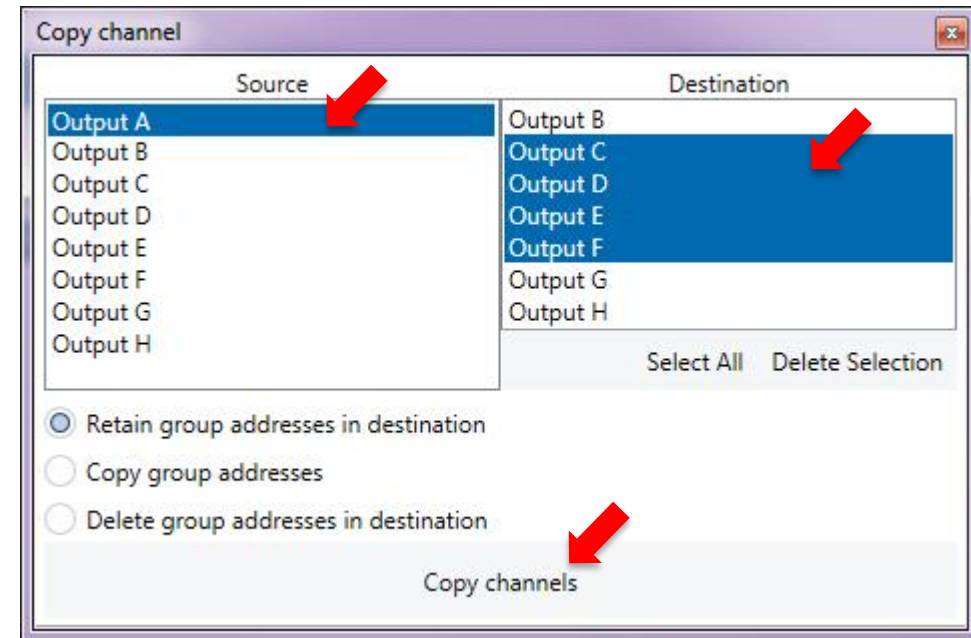 Copy channel
Source
Destination
Output A
Output B
Output C
Output D
Output E
Output F
Output G
Output H
Output B
Output C
Output D
Output E
Output F
Output G
Output H
Select All Delete Selection
Retain group addresses in destination
Copy group addresses
Delete group addresses in destination
Copy channels